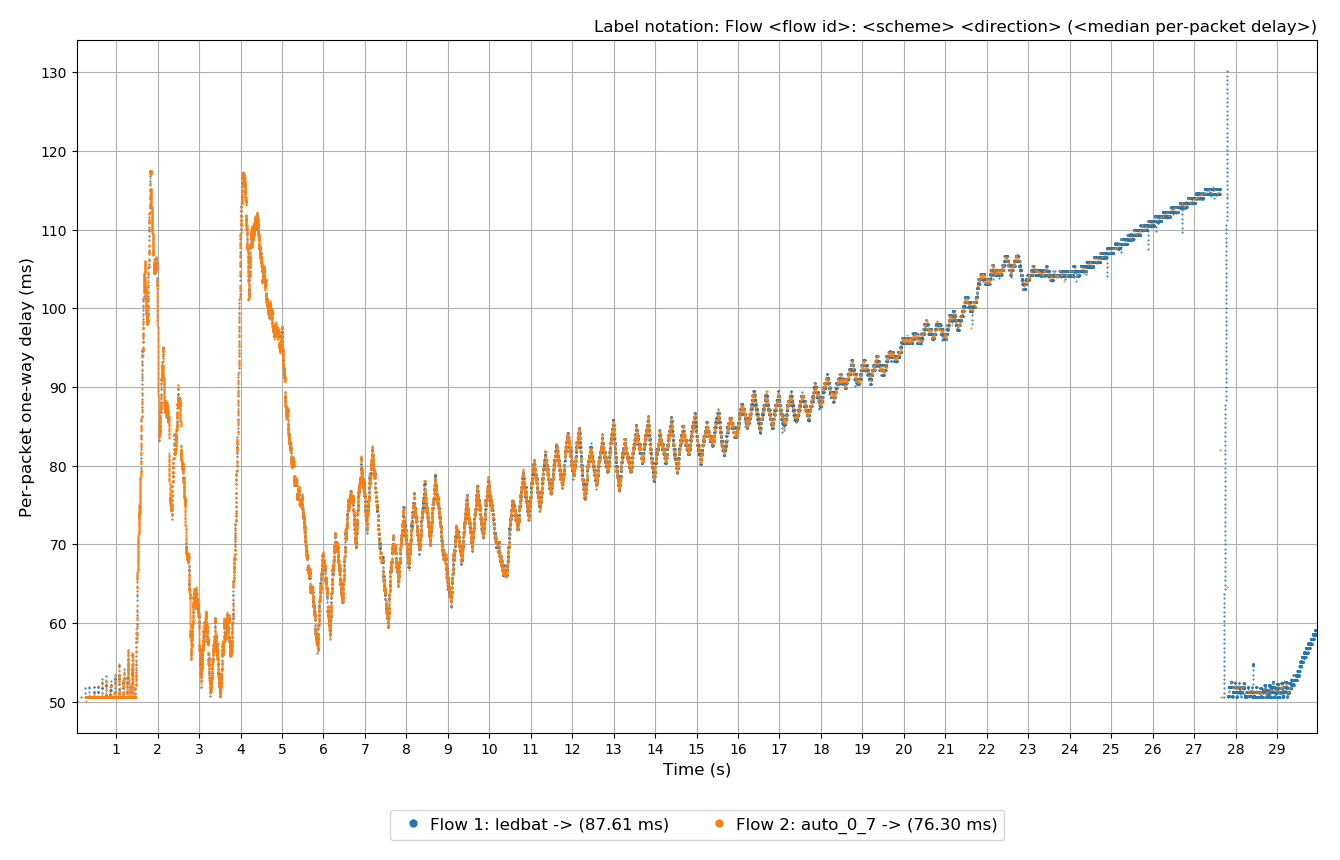 Label notation: Flow <flow id>: <scheme> <direction> (<median per-packet delay>)
Per-packet one-way delay (ms)
130
120
110
100
90
80
70
60
50
1 2 3 4 5 6 7 8 9 10 11 12 13 14 15 16 17 18 19 20 21 22 23 24 25 26 27 28 29
Time (s)
Flow 1: ledbat -> (87.61 ms) Flow 2: auto_0_7 -> (76.30 ms)